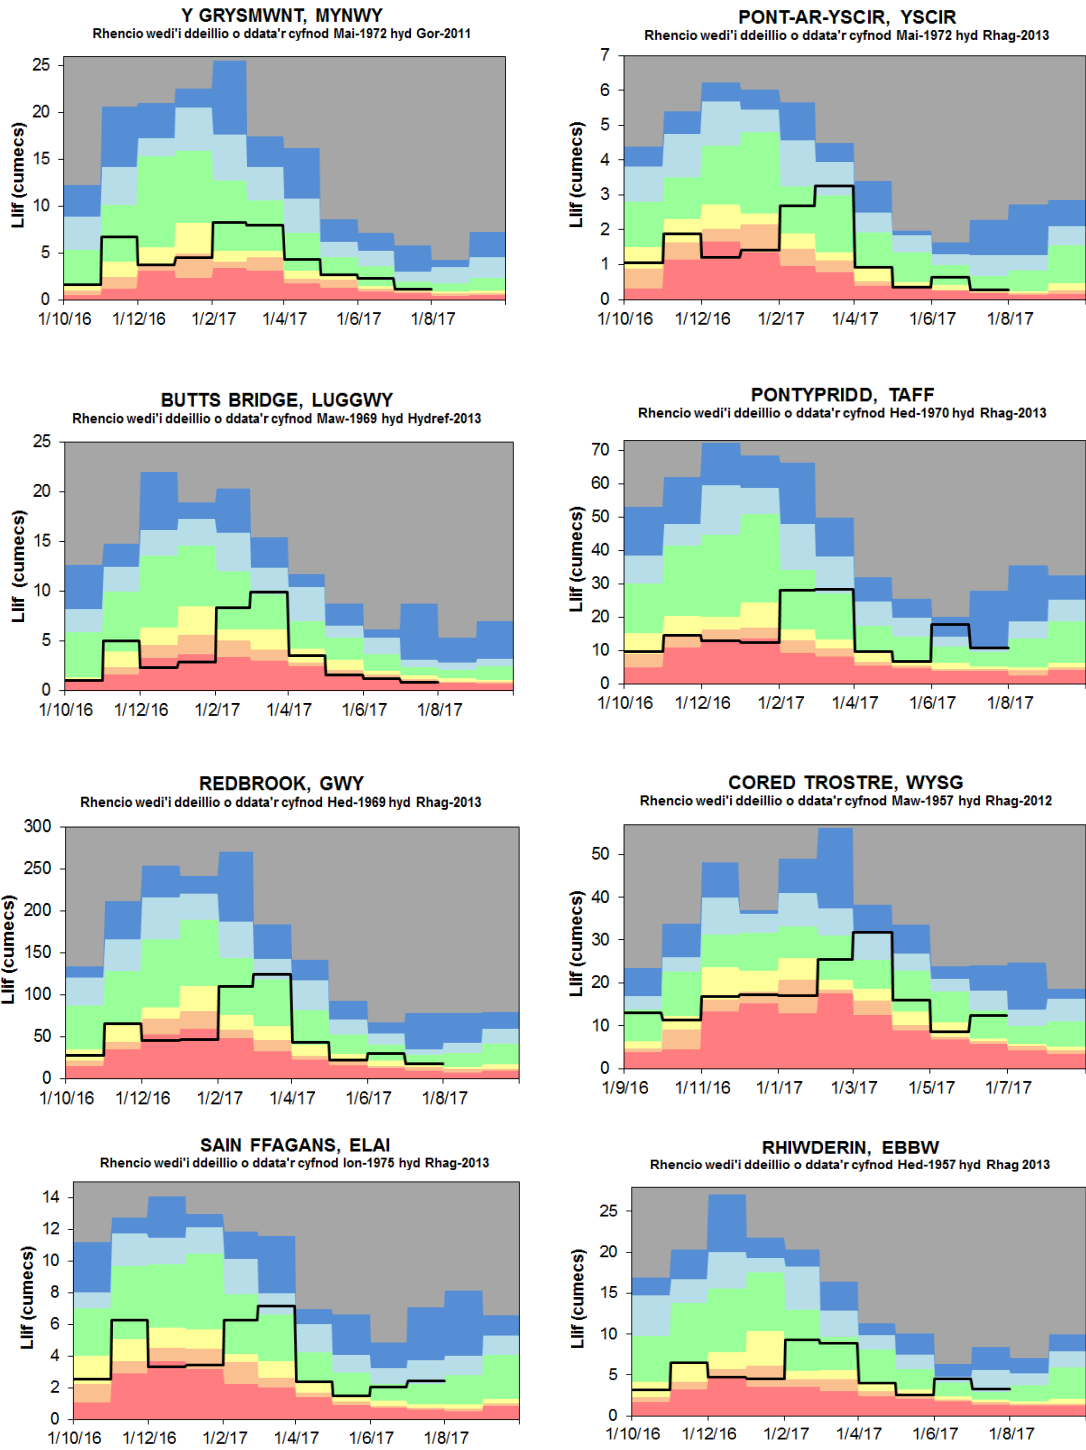 Y GRYSMWNT, MYNWY
Rhencio wedi'i ddeillio o ddata'r cyfnod Mai-1972 hyd Gor-2011
Llif (cumecs)
25
20
15
10
5
0
1/10/16 1/12/16 1/2/17 1/4/17 1/6/17 1/8/17
PONT-AR-YSCIR, YSCIR
Rhencio wedi'i ddeillio o ddata'r cyfnod Mai-1972 hyd Rhag-2013
Llif (cumecs)
7
6
5
4
3
2
1
0
1/10/16 1/12/16 1/2/17 1/4/17 1/6/17 1/8/17
BUTTS BRIDGE, LUGGWY
Rhencio wedi'i ddeillio o ddata'r cyfnod Maw-1969 hyd Hydref-2013
Llif (cumecs)
25
20
15
10
5
0
1/10/16 1/12/16 1/2/17 1/4/17 1/6/17 1/8/17
PONTYPRIDD, TAFF
Rhencio wedi'i ddeillio o ddata'r cyfnod Hed-1970 hyd Rhag-2013
Llif (cumecs)
70
60
50
40
30
20
10
0
1/10/16 1/12/16 1/2/17 1/4/17 1/6/17 1/8/17
REDBROOK, GWY
Rhencio wedi'i ddeillio o ddata'r cyfnod Hed-1969 hyd Rhag-2013
Llif (cumecs)
300
250
200
150
100
50
0
1/10/16 1/12/16 1/2/17 1/4/17 1/6/17 1/8/17
CORED TROSTRE, WYSG
Rhencio wedi'i ddeillio o ddata'r cyfnod Maw-1957 hyd Rhag-2012
Llif (cumecs)
50
40
30
20
10
0
1/9/16 1/11/16 1/1/17 1/3/17 1/5/17 1/7/17
SAIN FFAGANS, ELAI
Rhencio wedi'i ddeillio o ddata'r cyfnod Ion-1975 hyd Rhag-2013
Llif (cumecs)
14
12
10
8
6
4
2
0
1/10/16 1/12/16 1/2/17 1/4/17 1/6/17 1/8/17
RHIWDERIN, EBBW
Rhencio wedi'i ddeillio o ddata'r cyfnod Hed-1957 hyd Rhag 2013
Llif (cumecs)
25
20
15
10
5
0
1/10/16 1/12/16 1/2/17 1/4/17 1/6/17 1/8/17